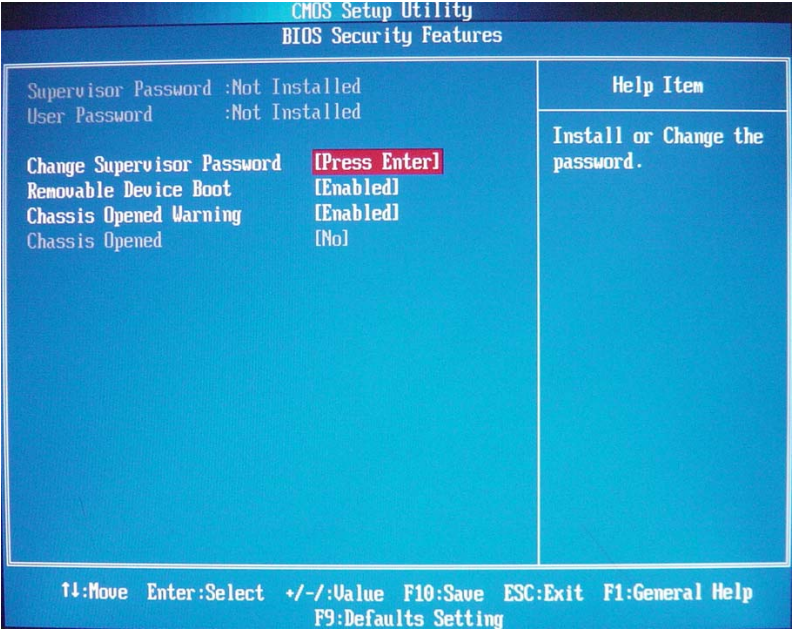 CMOS Setup Utility
BIOS Security Features
Supervisor Password :Not Installed
User Password :Not Installed
Change Supervisor Password [Press Enter]
Removable Device Boot [Enabled]
Chassis Opened Warning [Enabled]
Chassis Opened [No]
Help Item
Install or Change the
password.
↑↓:Move Enter:Select +/-/:Value F10:Save ESC:Exit F1:General Help
F9:Defaults Setting